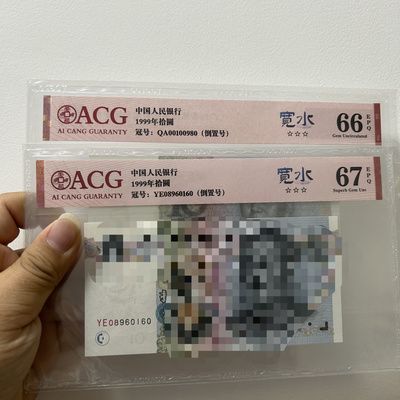 ACG
AI CANG GUARANTY
中国人民银行
1999年拾圆
冠号：QA00100980（倒置号）
宽水
☆☆☆
66 EPQ
Gem Uncirculated
ACG
AI CANG GUARANTY
中国人民银行
1999年拾圆
冠号：YE08960160（倒置号）
宽水
☆☆☆
67 EPQ
Superb Gem Unc
YE08960160